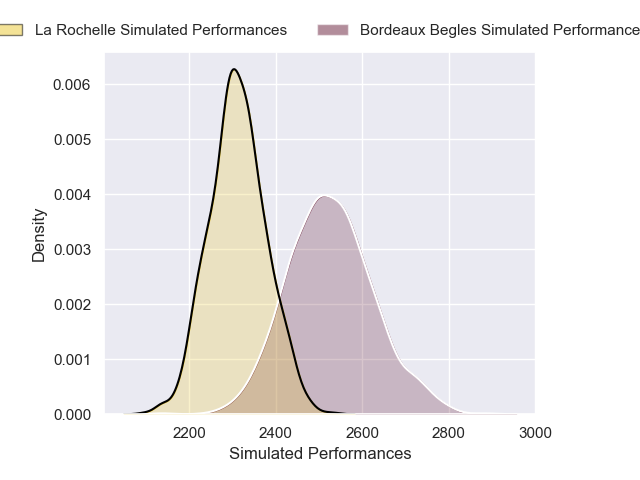 La Rochelle Simulated Performances Bordeaux Begles Simulated Performance
0.006
0.005
0.004
0.003
0.002
0.001
0.000
Density
2200 2400 2600 2800 3000
Simulated Performances